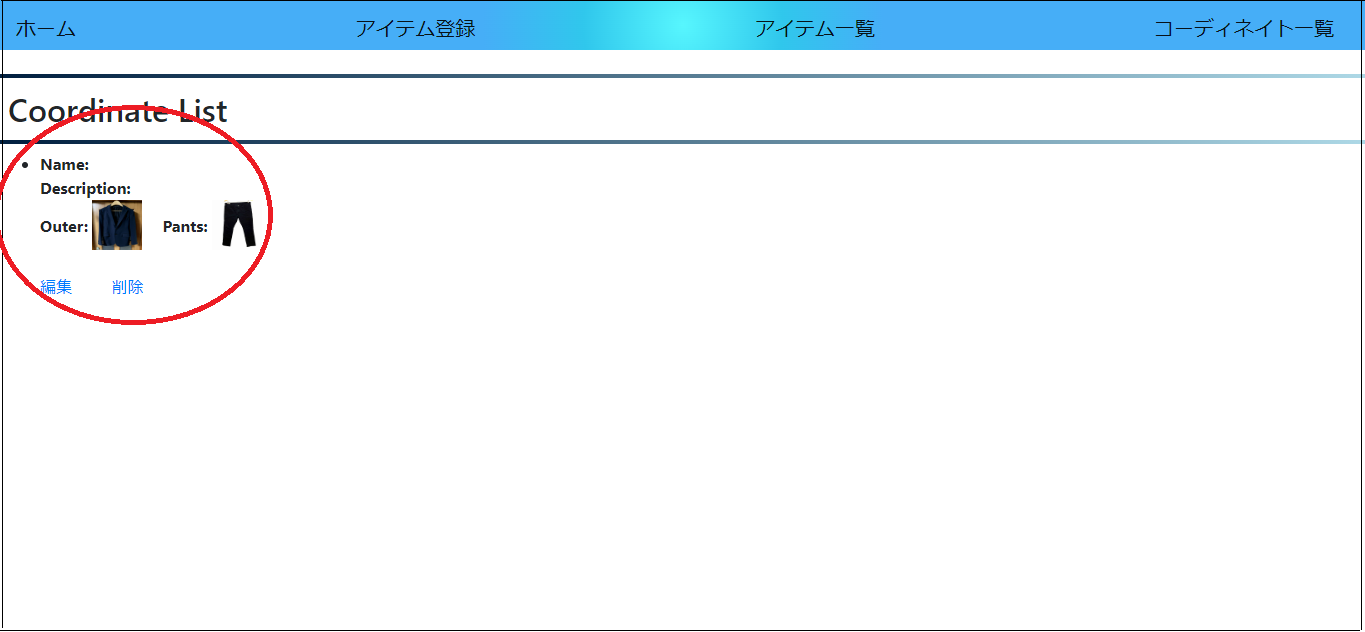 ホーム アイテム登録 アイテム一覧 コーディネイト一覧
Coordinate List
Name:
Description:
Outer: Pants:
編集 削除